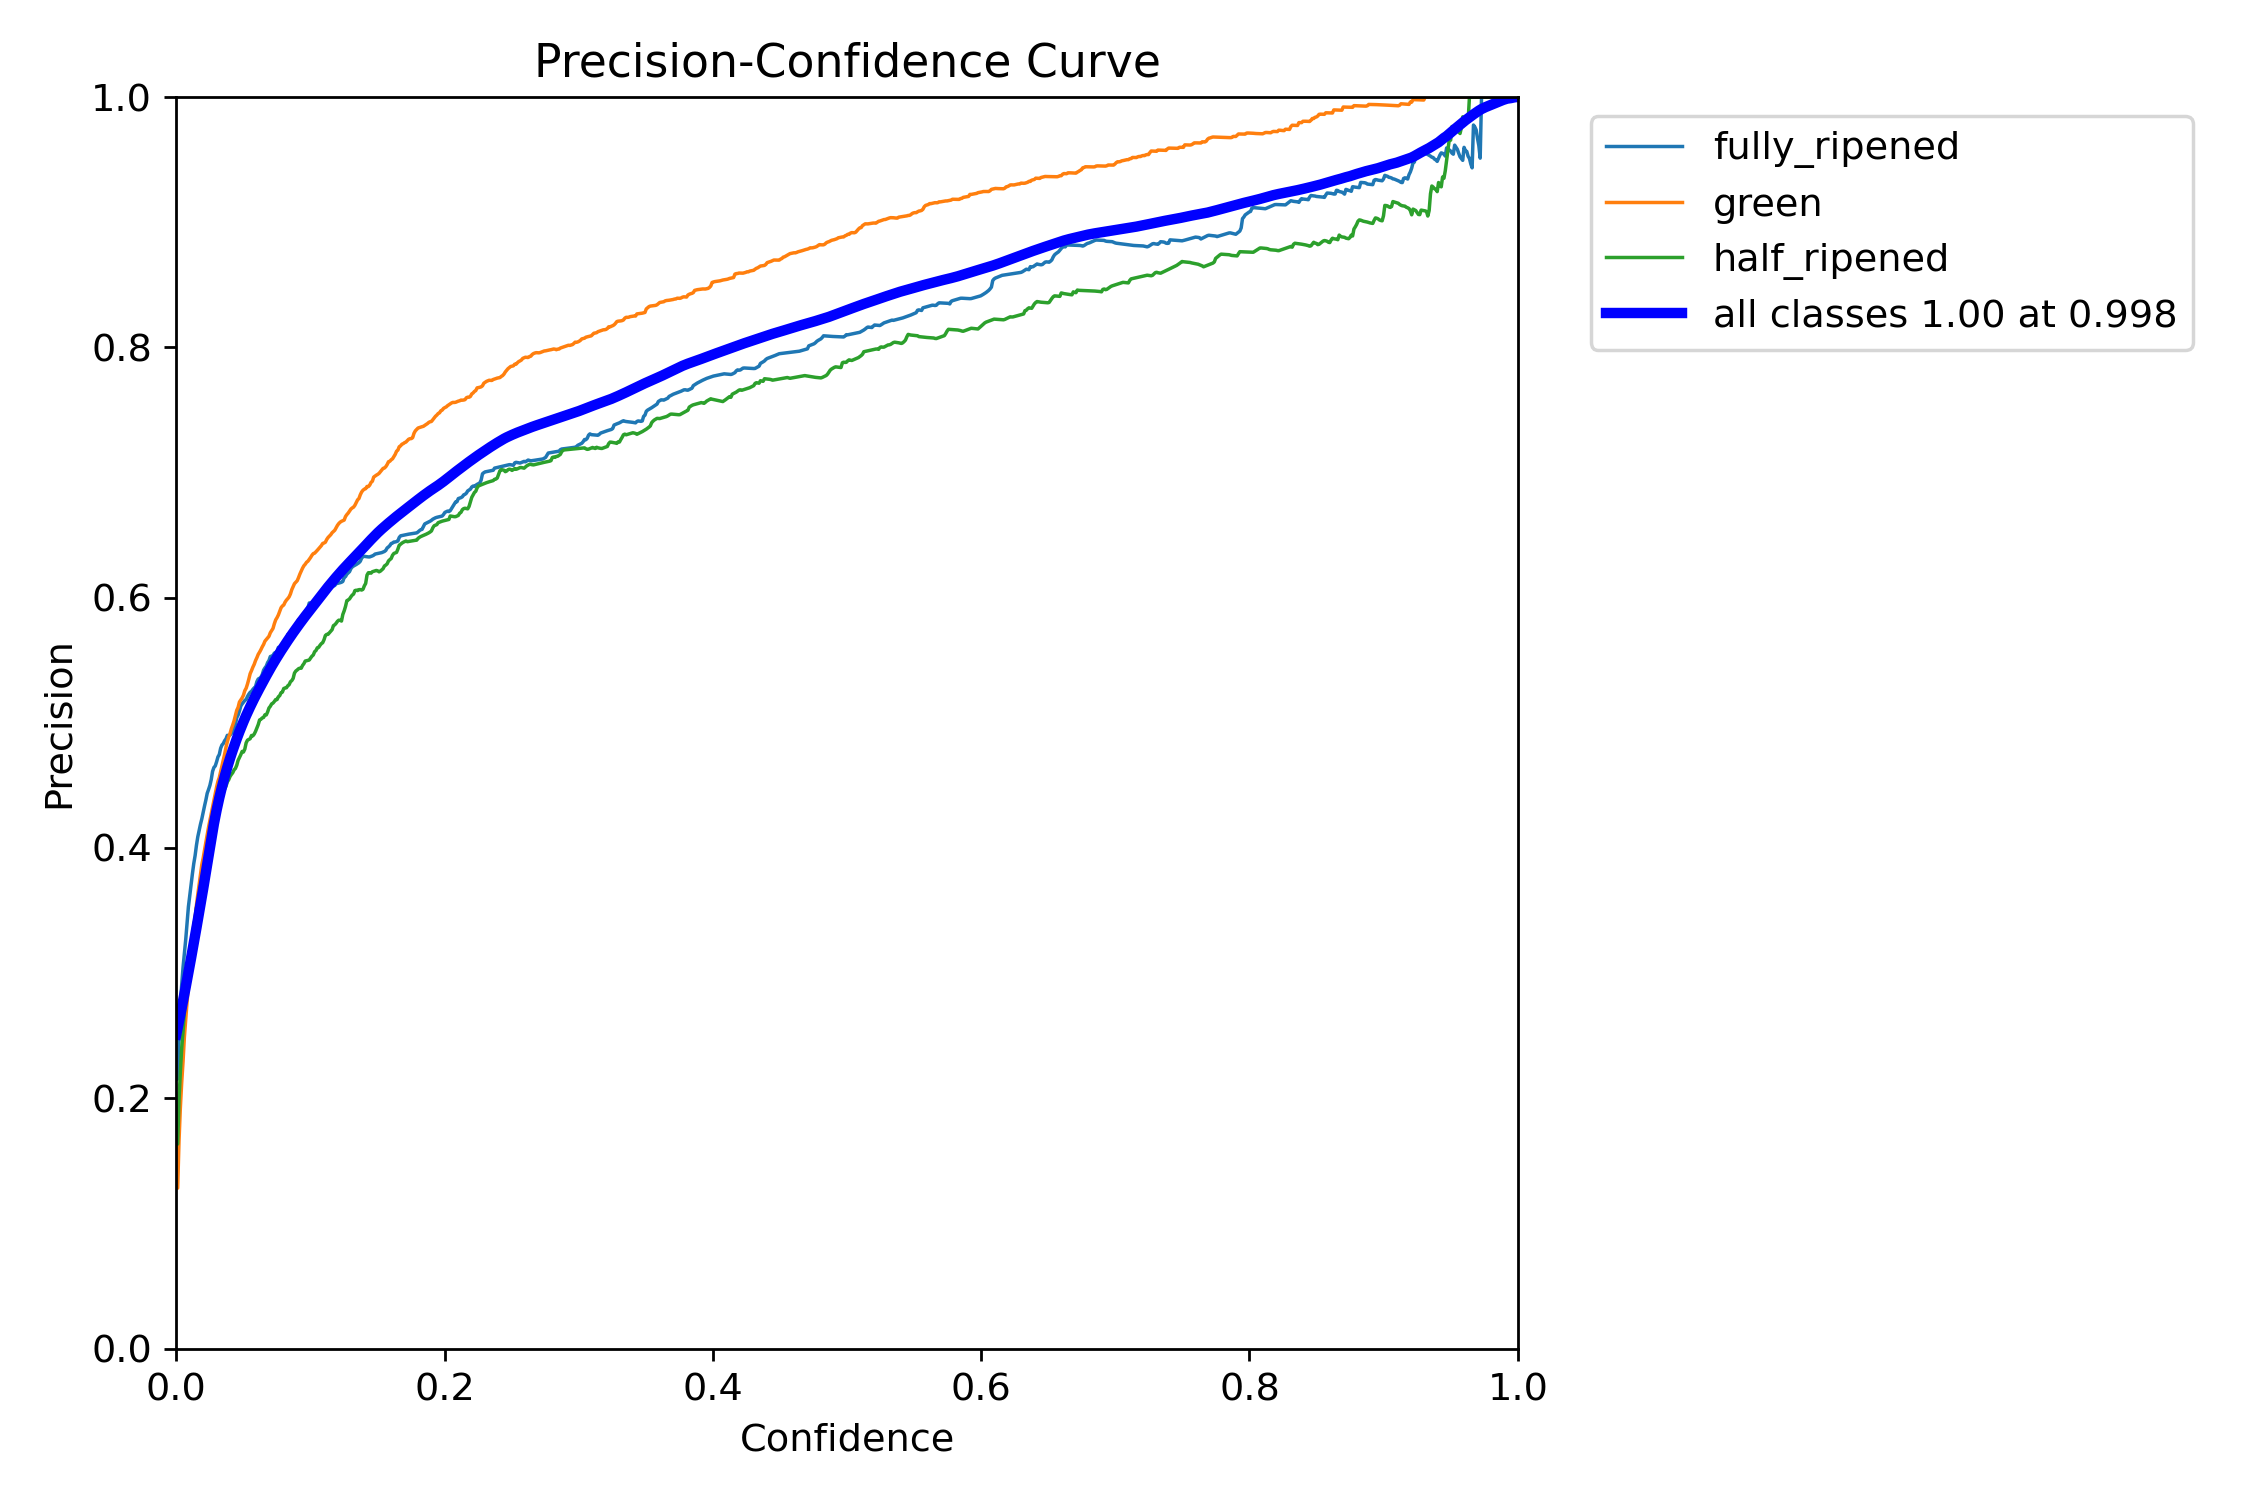 Precision-Confidence Curve
1.0
0.8
0.6
0.4
0.2
0.0
Precision
0.0 0.2 0.4 0.6 0.8 1.0
Confidence
fully_ripened
green
half_ripened
all classes 1.00 at 0.998